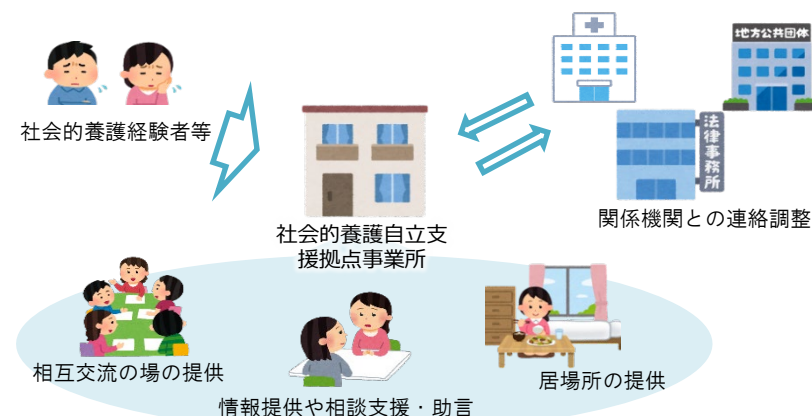 地方公共団体
法律事務所
社会的養護経験者等
関係機関との連絡調整
社会的養護自立支
援拠点事業所
相互交流の場の提供
情報提供や相談支援・助言
居場所の提供